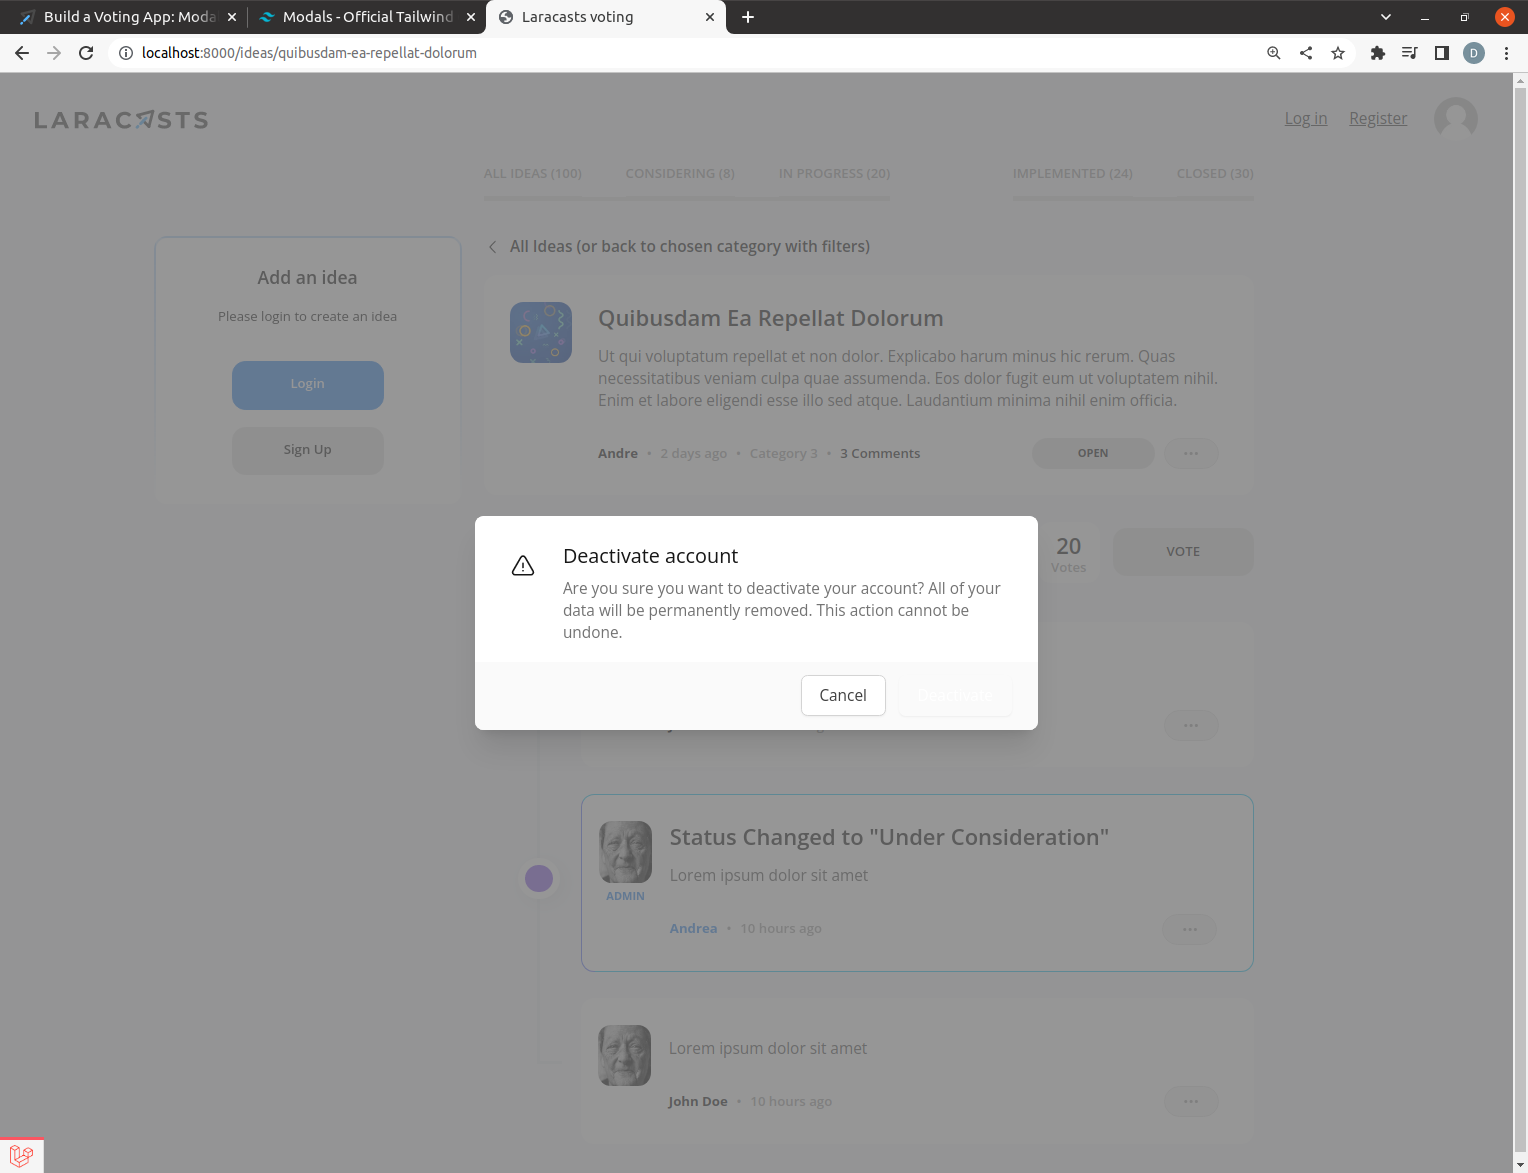 Build a Voting App: Moda
Modals - Official Tailwind
Laracasts voting
localhost:8000/ideas/quibusdam-ea-repellat-dolorum
D
LARACASTS
Log in
Register
ALL IDEAS (100)
CONSIDERING (8)
IN PROGRESS (20)
IMPLEMENTED (24)
CLOSED (30)
Add an idea
Please login to create an idea
Login
Sign Up
All Ideas (or back to chosen category with filters)
Quibusdam Ea Repellat Dolorum
Ut qui voluptatum repellat et non dolor. Explicabo harum minus hic rerum. Quas
necessitatibus veniam culpa quae assumenda. Eos dolor fugit eum ut voluptatem nihil.
Enim et labore eligendi esse illo sed atque. Laudantium minima nihil enim officia.
Andre • 2 days ago • Category 3 • 3 Comments
OPEN
20
Votes
VOTE
Deactivate account
Are you sure you want to deactivate your account? All of your
data will be permanently removed. This action cannot be
undone.
Cancel
Deactivate
Status Changed to "Under Consideration"
Lorem ipsum dolor sit amet
ADMIN
Andrea • 10 hours ago
Lorem ipsum dolor sit amet
John Doe • 10 hours ago